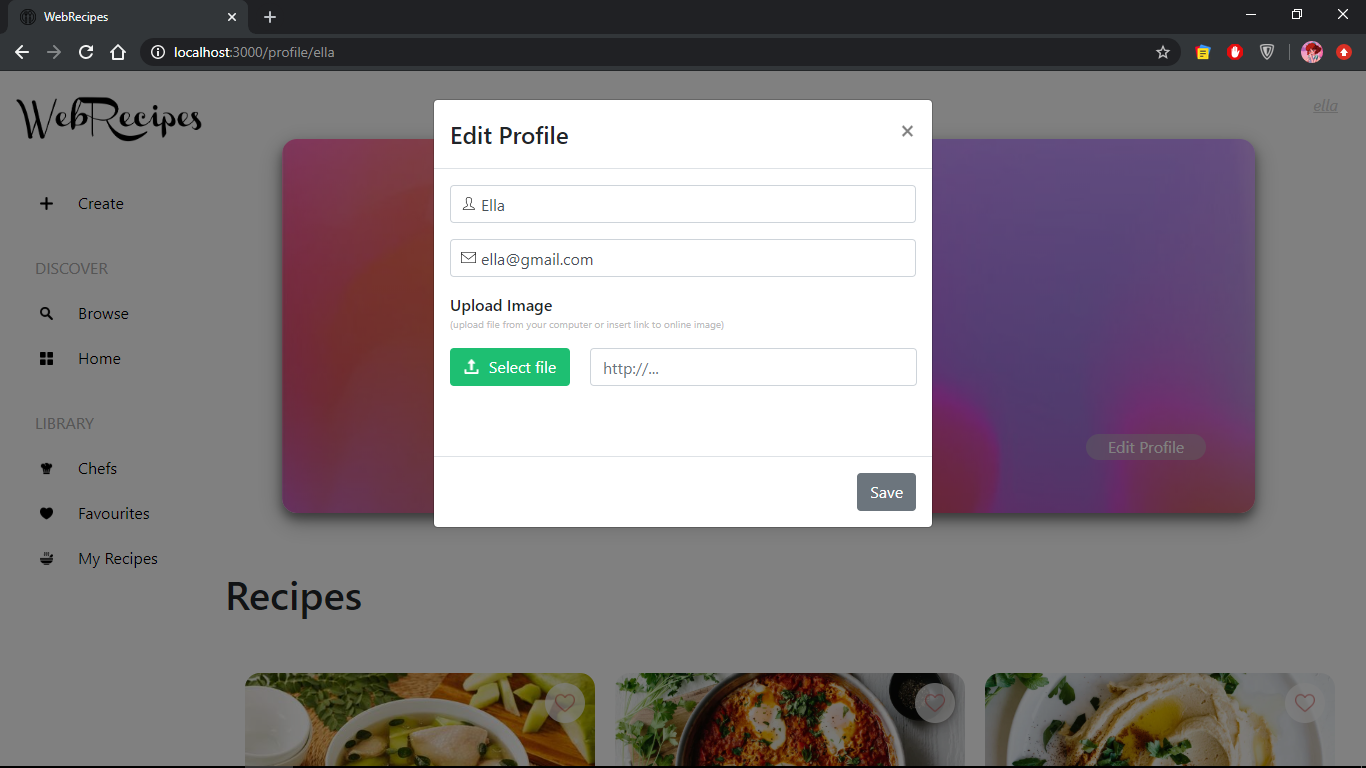 WebRecipes
localhost:3000/profile/ella
WebRecipes
ella
Create
DISCOVER
Browse
Home
LIBRARY
Chefs
Favourites
My Recipes
Edit Profile
×
Ella
ella@gmail.com
Upload Image
(upload file from your computer or insert link to online image)
Select file
http://...
Save
Edit Profile
Recipes